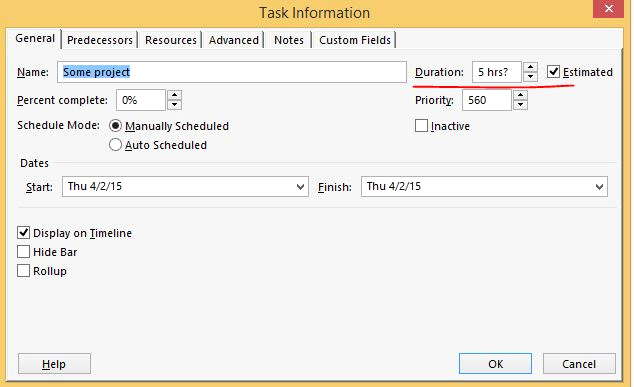 Task Information
General Predecessors Resources Advanced Notes Custom Fields
Name: Some project Duration: 5 hrs? Estimated
Percent complete: 0% Priority: 560
Schedule Mode: Manually Scheduled Inactive
Auto Scheduled
Dates
Start: Thu 4/2/15 Finish: Thu 4/2/15
Display on Timeline
Hide Bar
Rollup
Help OK Cancel